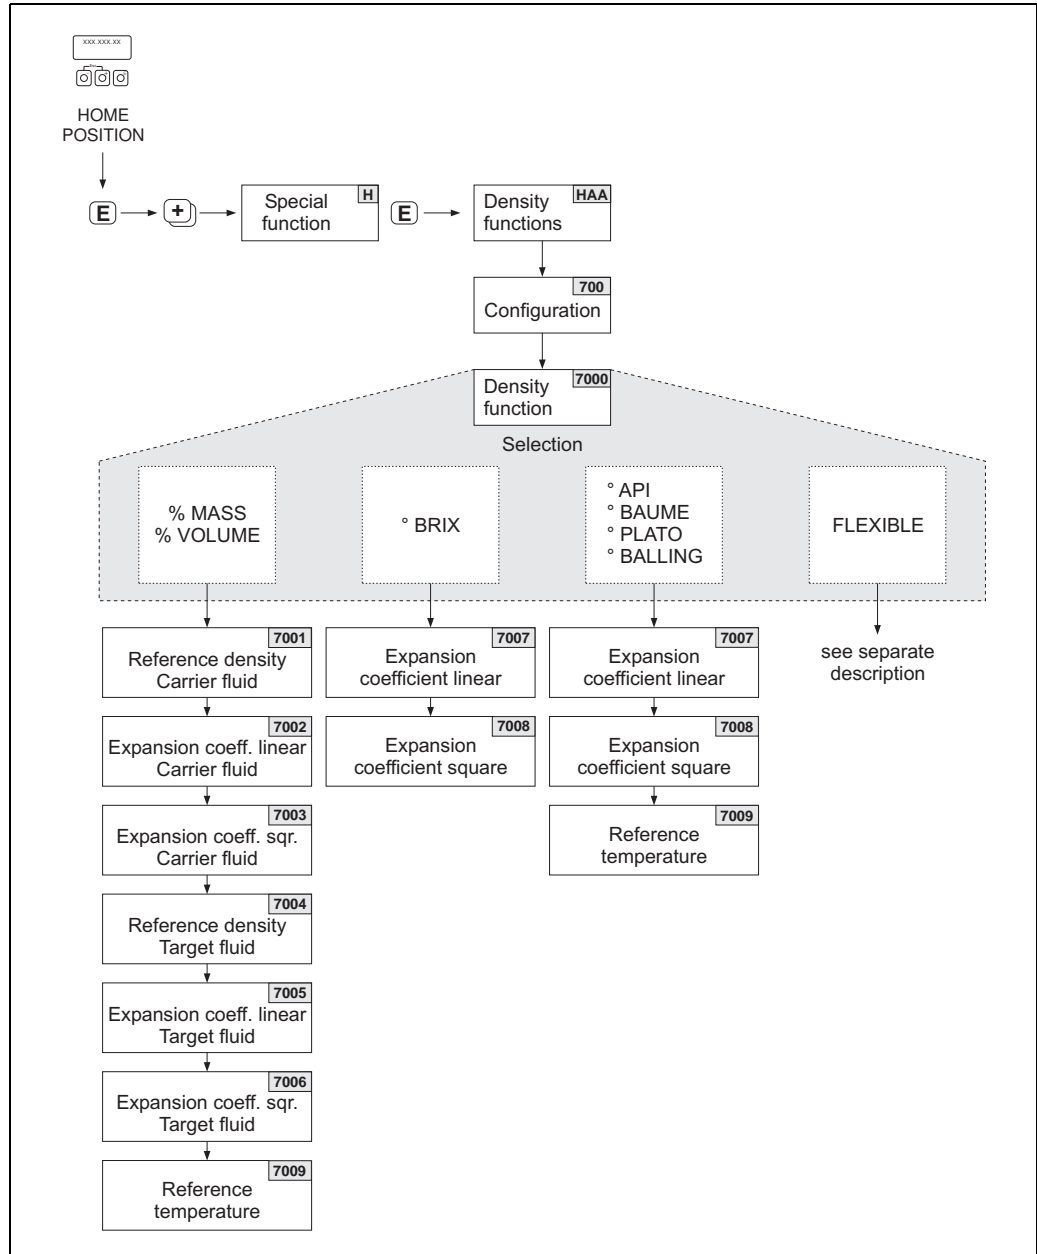 xxx.xxx.xx
HOME
POSITION
E
+
Special
function
H
E
Density
functions
HAA
700
Configuration
7000
Density
function
Selection
% MASS
% VOLUME
° BRIX
° API
° BAUME
° PLATO
° BALLING
FLEXIBLE
7001
Reference density
Carrier fluid
7002
Expansion coeff. linear
Carrier fluid
7003
Expansion coeff. sqr.
Carrier fluid
7004
Reference density
Target fluid
7005
Expansion coeff. linear
Target fluid
7006
Expansion coeff. sqr.
Target fluid
7009
Reference
temperature
7007
Expansion
coefficient linear
7008
Expansion
coefficient square
7007
Expansion
coefficient linear
7008
Expansion
coefficient square
7009
Reference
temperature
see separate
description